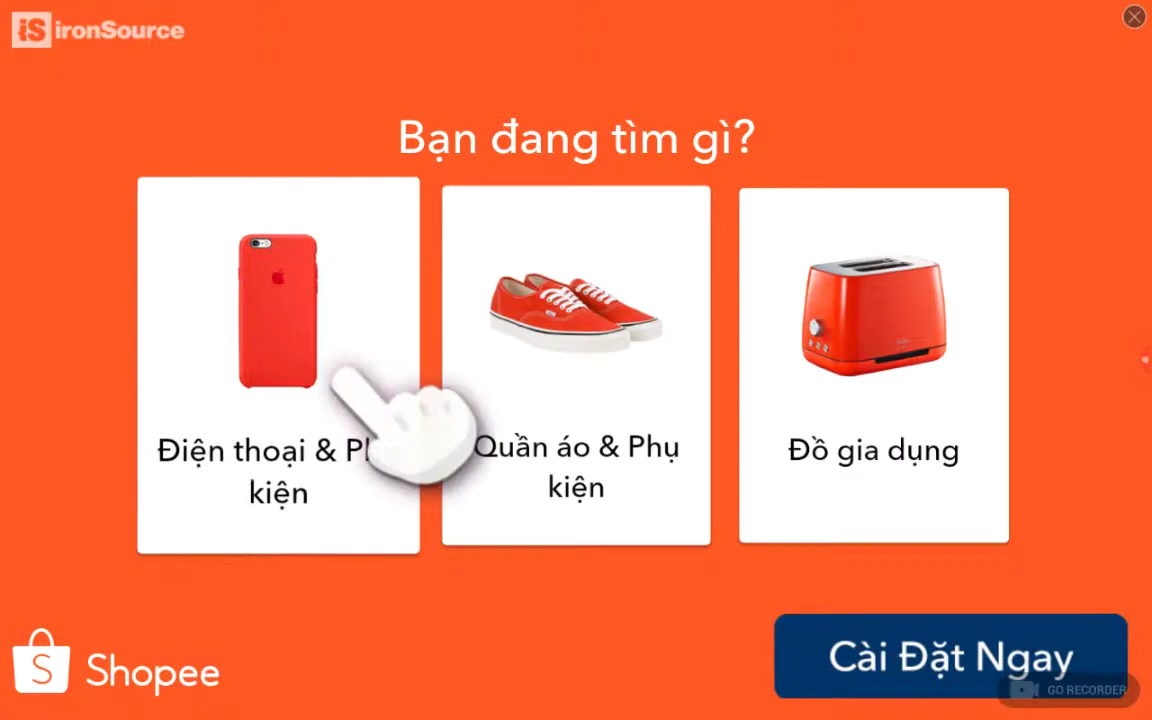 iS ironSource
Bạn đang tìm gì?
Điện thoại &
kiện
Quần áo & Phụ
kiện
Đồ gia dụng
S Shopee
Cài Đặt Ngay
GO RECORDER